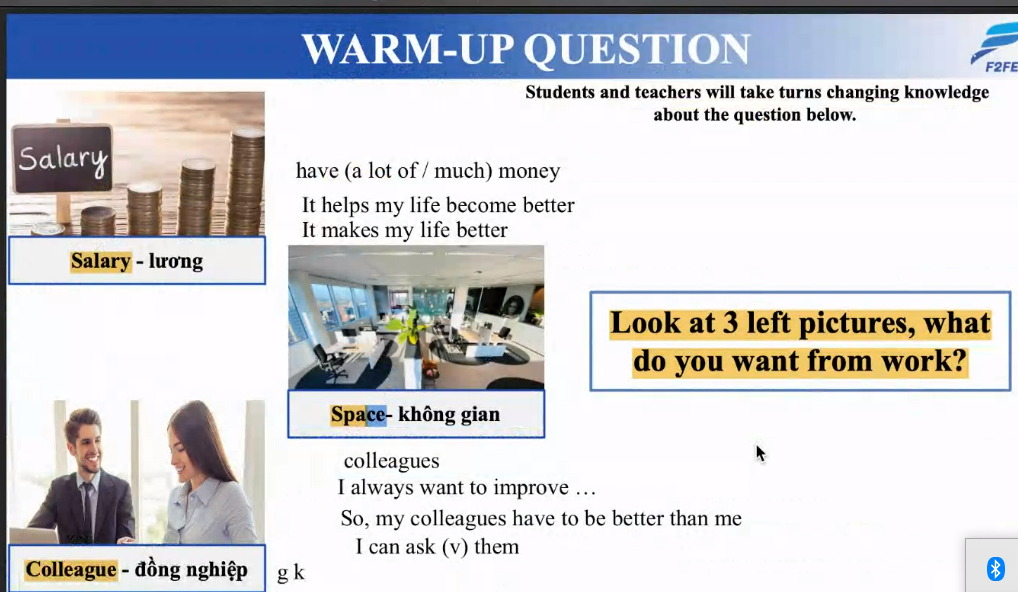 WARM-UP QUESTION
F2FE
Students and teachers will take turns changing knowledge
about the question below.
Salary
Salary - lương
have (a lot of / much) money
It helps my life become better
It makes my life better
Space- không gian
Look at 3 left pictures, what
do you want from work?
colleagues
I always want to improve …
So, my colleagues have to be better than me
I can ask (v) them
Colleague - đồng nghiệp
g k